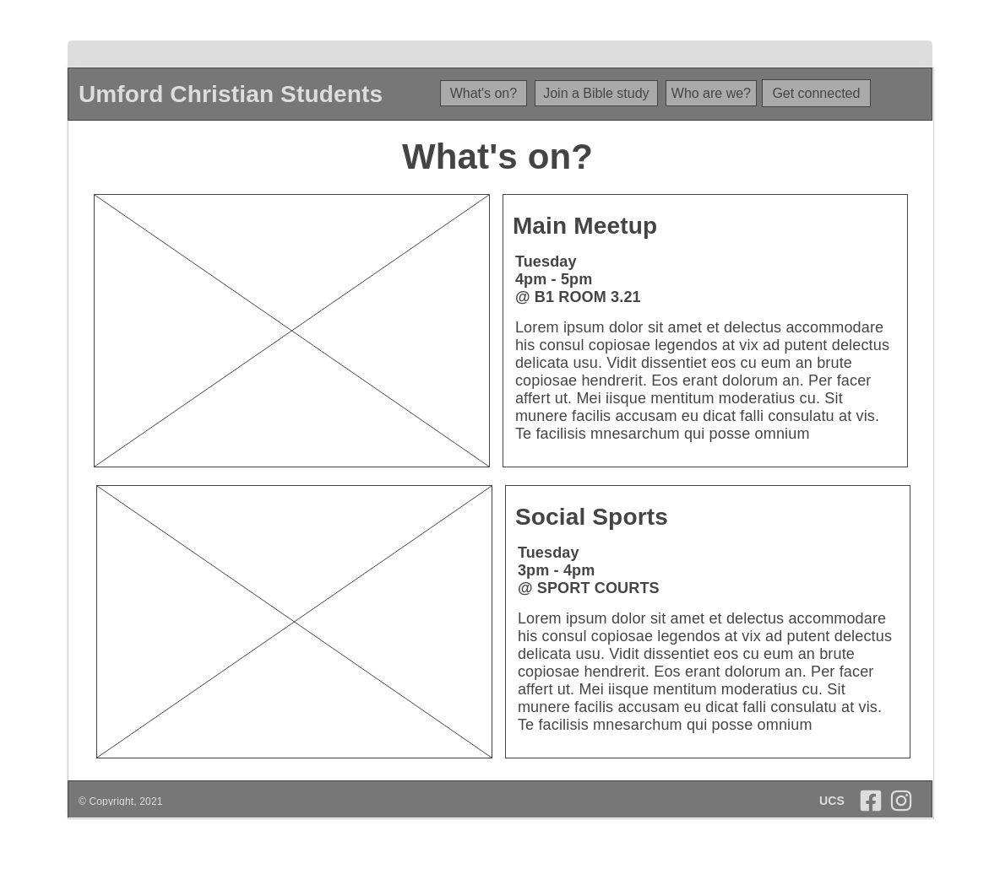 Umford Christian Students
What's on?
Join a Bible study
Who are we?
Get connected
What's on?
Main Meetup
Tuesday
4pm - 5pm
@ B1 ROOM 3.21
Lorem ipsum dolor sit amet et delectus accommodare
his consul copiosae legendos at vix ad putent delectus
delicata usu. Vidit dissentiet eos cu eum an brute
copiosae hendrerit. Eos erant dolorum an. Per facer
affert ut. Mei iisque mentitum moderatius cu. Sit
munere facilis accusam eu dicat falli consulatu at vis.
Te facilisis mnesarchum qui posse omnium
Social Sports
Tuesday
3pm - 4pm
@ SPORT COURTS
Lorem ipsum dolor sit amet et delectus accommodare
his consul copiosae legendos at vix ad putent delectus
delicata usu. Vidit dissentiet eos cu eum an brute
copiosae hendrerit. Eos erant dolorum an. Per facer
affert ut. Mei iisque mentitum moderatius cu. Sit
munere facilis accusam eu dicat falli consulatu at vis.
Te facilisis mnesarchum qui posse omnium
© Copyright, 2021
UCS